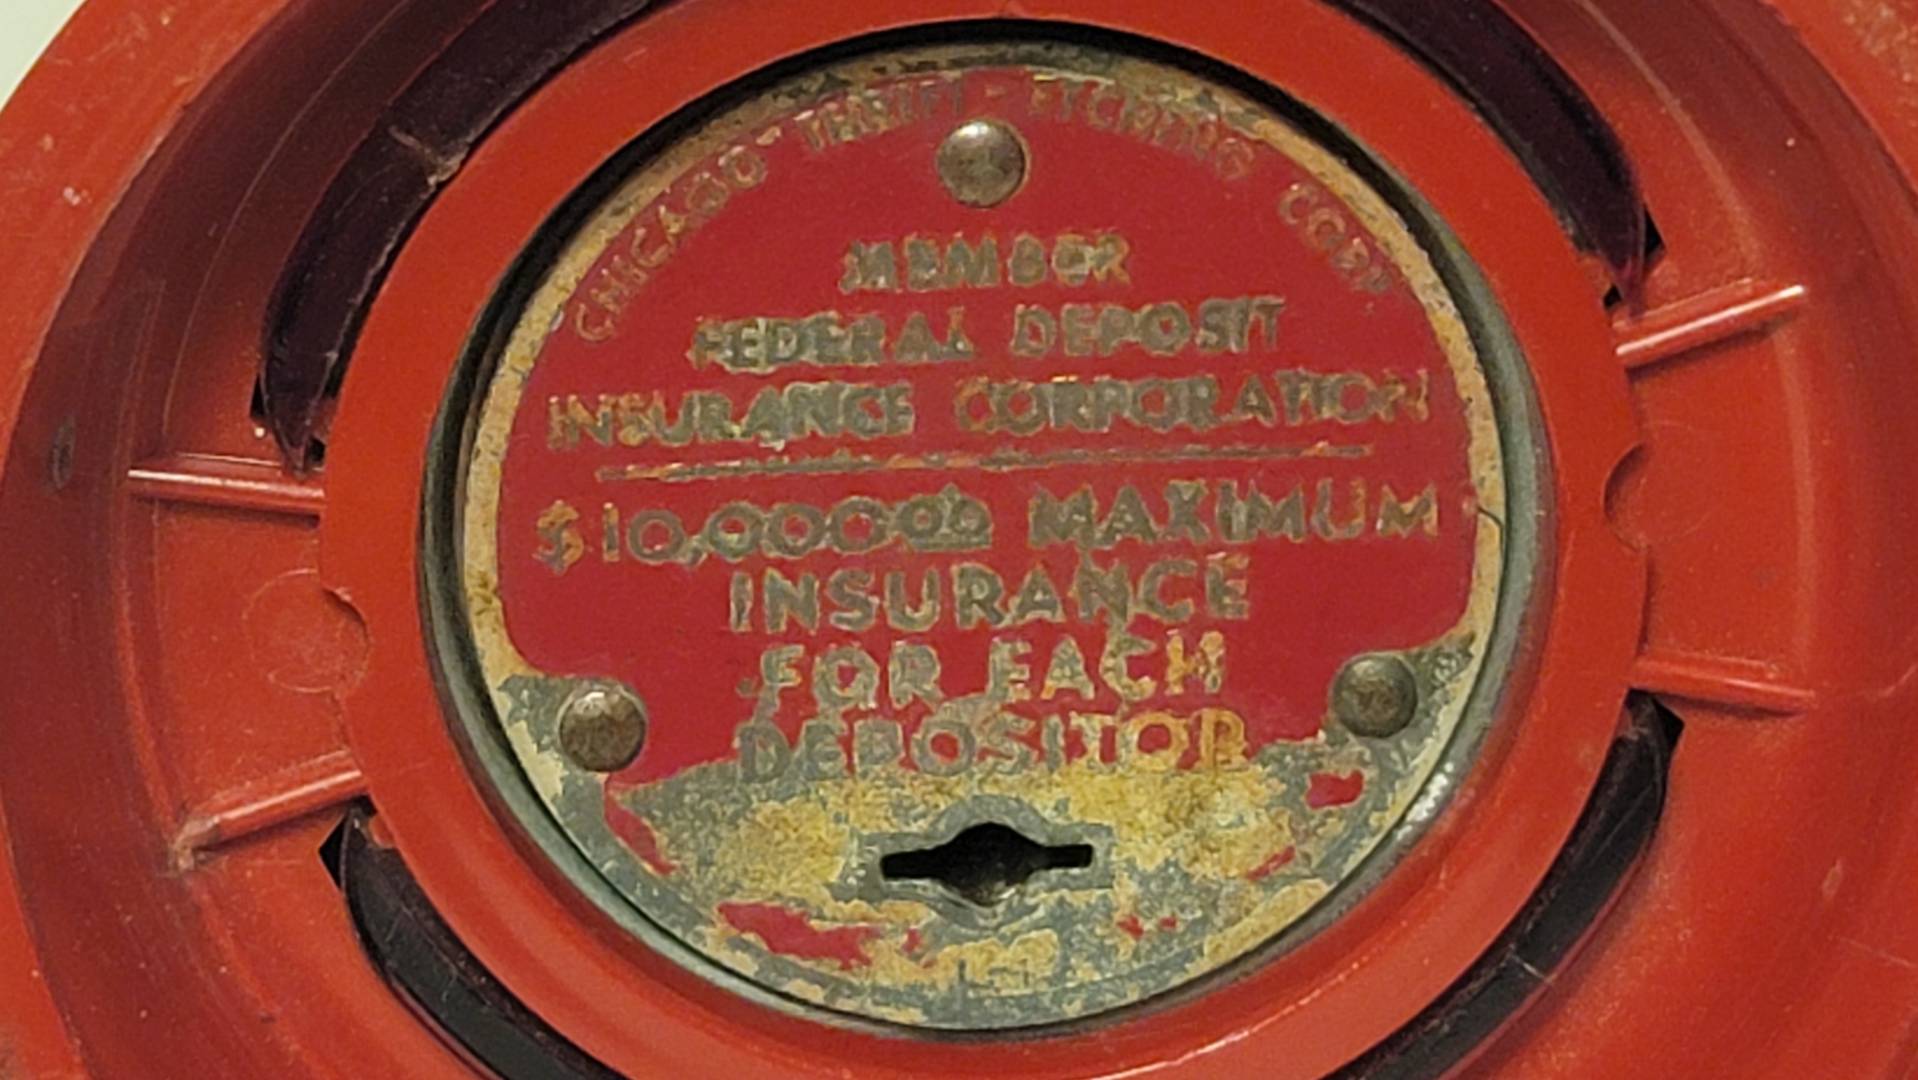 CHICAGO - THRIFT - ETCHING CORP.
MEMBER
FEDERAL DEPOSIT
INSURANCE CORPORATION
$10,000 00 MAXIMUM
INSURANCE
FOR EACH
DEPOSITOR